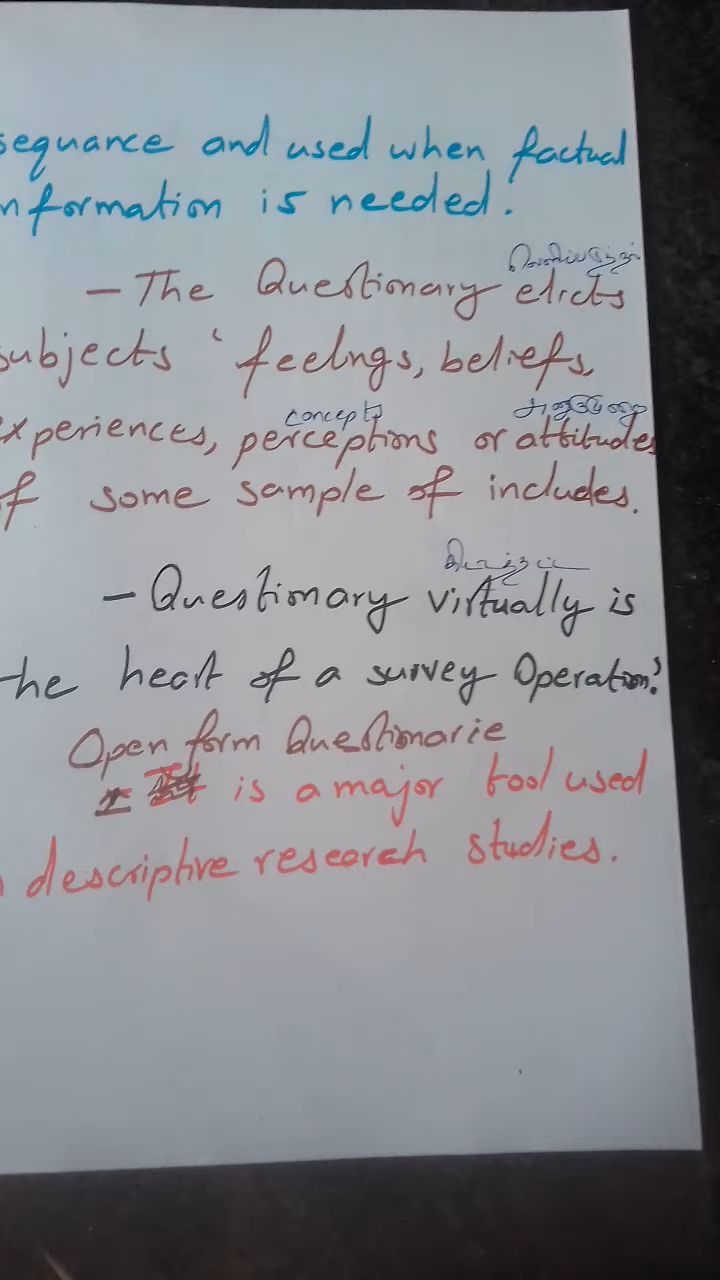 sequance and used when factual
nformation is needed.
- The Questionary elicts
subjects ' feelngs, beliefs,
concepts
xperiences, perceptions or attitudes
f some sample of includes.
- Questionary virtually is
the heart of a survey Operation.
Open form Questionarie
is a major tool used
descriptive research studies.